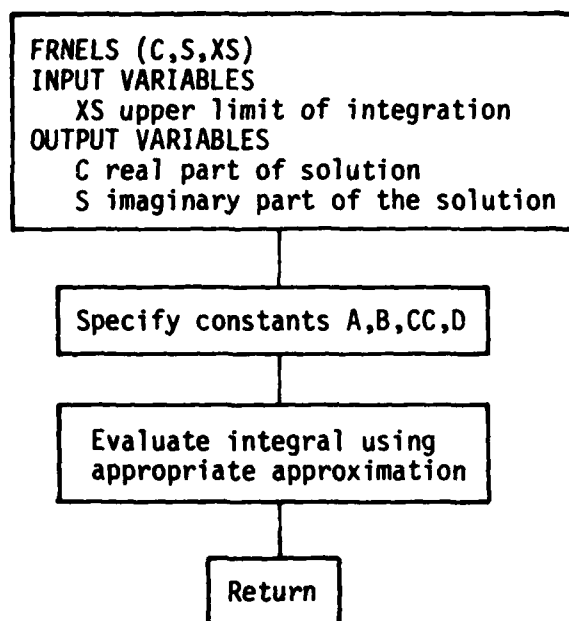 FRNELS (C,S,XS)
INPUT VARIABLES
XS upper limit of integration
OUTPUT VARIABLES
C real part of solution
S imaginary part of the solution
Specify constants A,B,CC,D
Evaluate integral using
appropriate approximation
Return